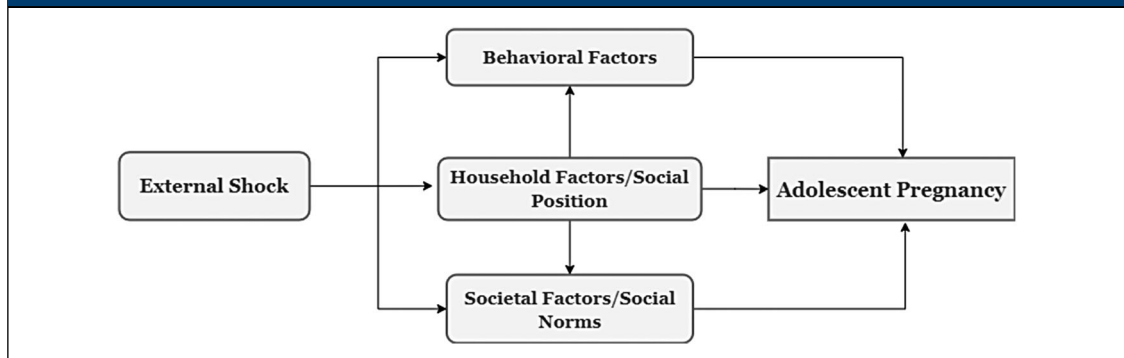 Behavioral Factors
External Shock
Household Factors/Social
Position
Adolescent Pregnancy
Societal Factors/Social
Norms